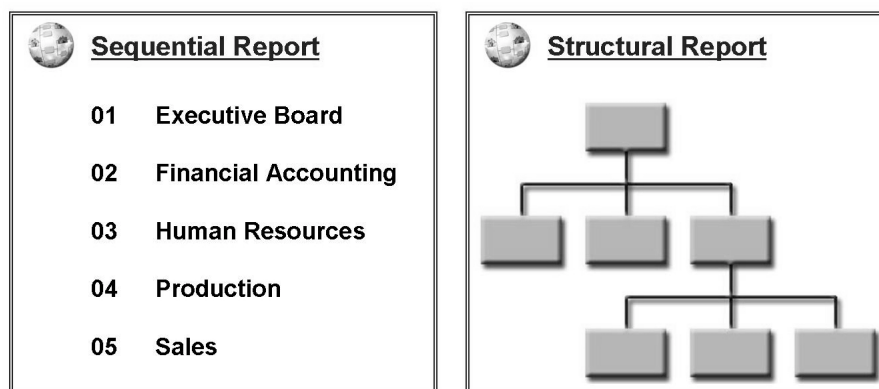 Sequential Report
01 Executive Board
02 Financial Accounting
03 Human Resources
04 Production
05 Sales
Structural Report